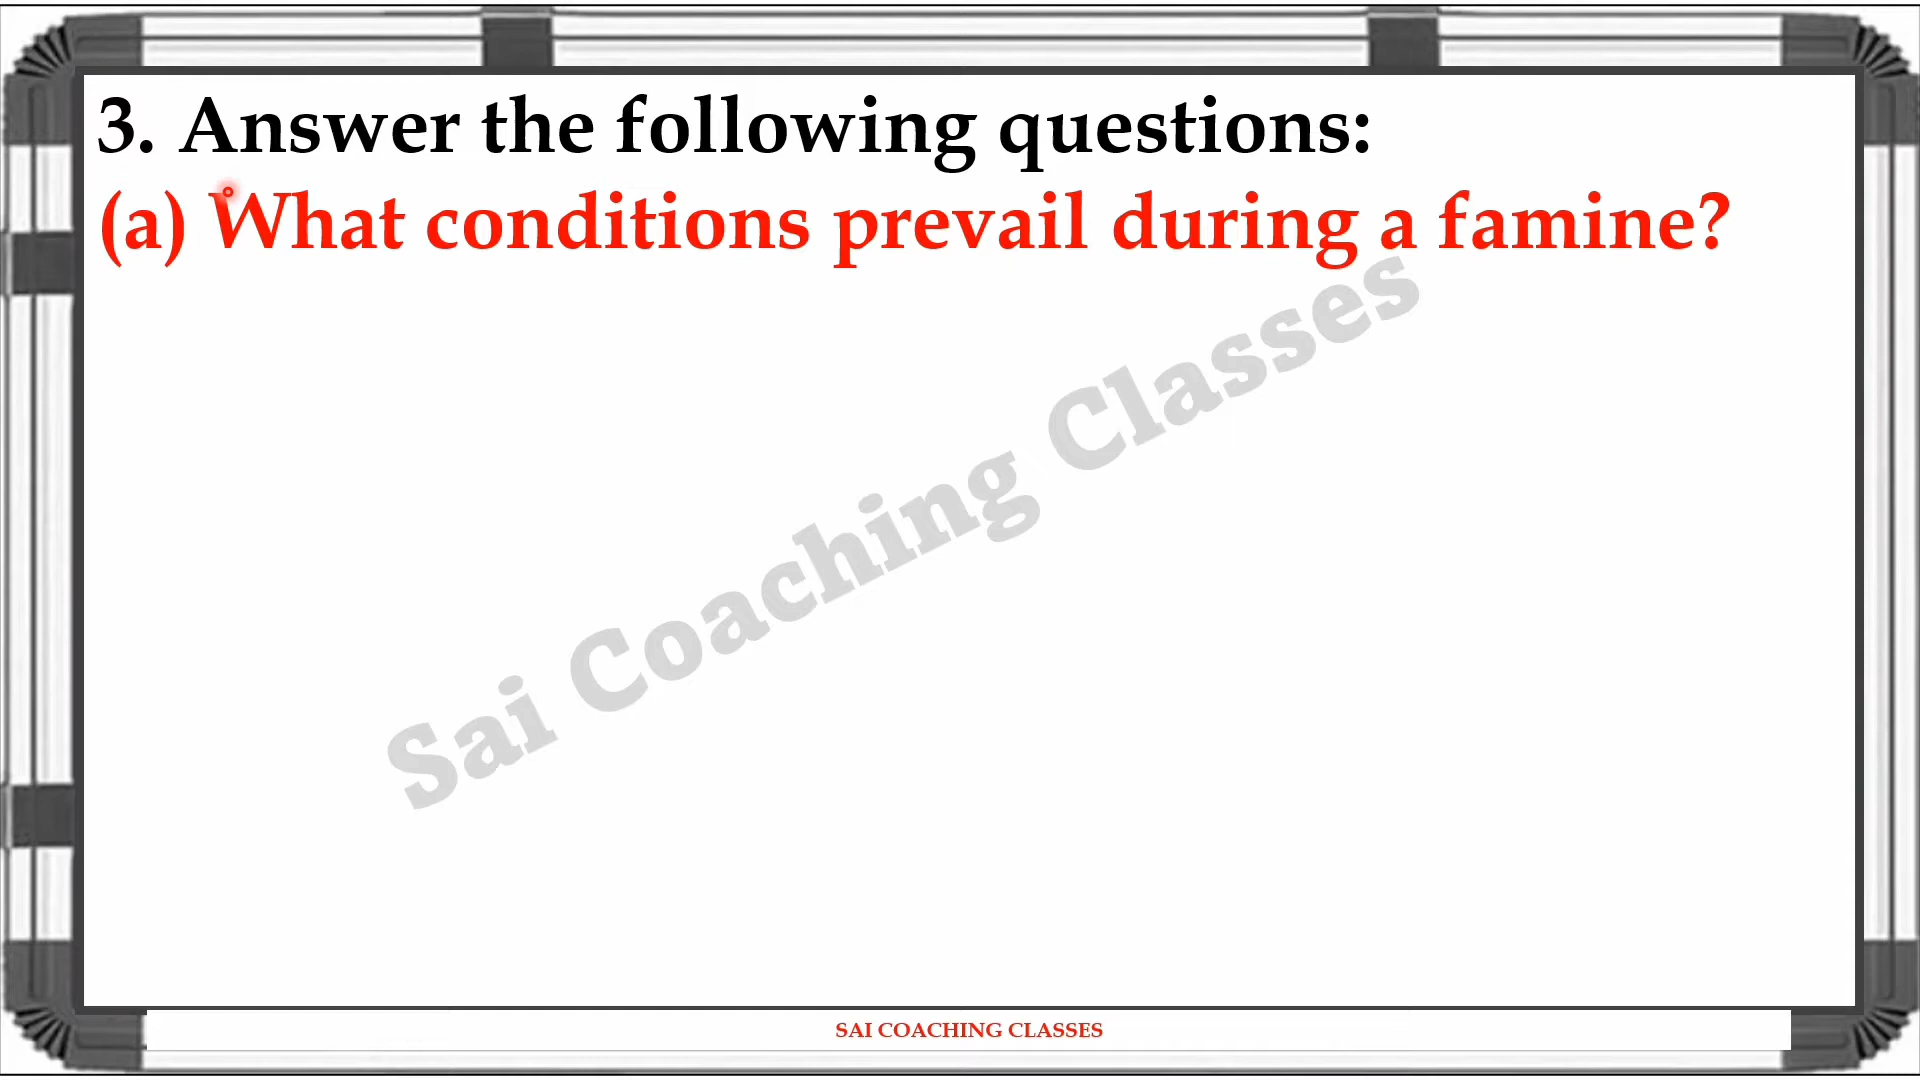 3. Answer the following questions:
(a) What conditions prevail during a famine?
Sai Coaching Classes
SAI COACHING CLASSES